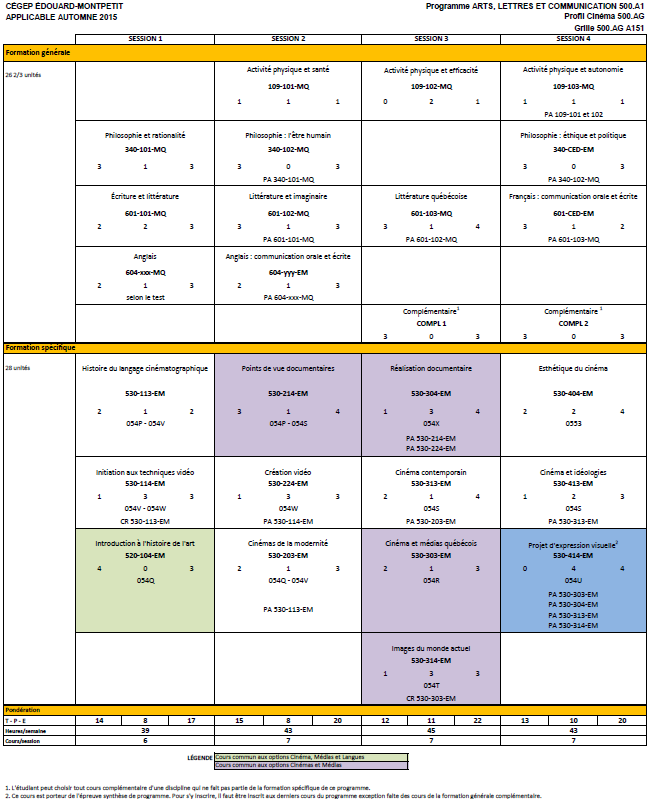 CÉGEP ÉDOUARD-MONTPETIT
APPLICABLE AUTOMNE 2015
Programme ARTS, LETTRES ET COMMUNICATION 500.A1
Profil Cinéma 500.AG
Grille 500.AG A151
SESSION 1 SESSION 2 SESSION 3 SESSION 4
Formation générale
26 2/3 unités
Activité physique et santé Activité physique et efficacité Activité physique et autonomie
109-101-MQ 109-102-MQ 109-103-MQ
1 1 1 0 2 1 1 1 1
PA 109-101 et 102
Philosophie et rationalité Philosophie : l'être humain Philosophie : éthique et politique
340-101-MQ 340-102-MQ 340-CED-EM
3 1 3 3 0 3 3 0 3
PA 340-101-MQ PA 340-102-MQ
Écriture et littérature Littérature et imaginaire Littérature québécoise Français : communication orale et écrite
601-101-MQ 601-102-MQ 601-103-MQ 601-CED-EM
2 2 3 3 1 3 3 1 4 3 1 2
PA 601-101-MQ PA 601-102-MQ PA 601-103-MQ
Anglais Anglais : communication orale et écrite
604-xxx-MQ 604-yyy-EM
2 1 3 2 1 3
selon le test PA 604-xxx-MQ
Complémentaire¹ Complémentaire ¹
COMPL 1 COMPL 2
3 0 3 3 0 3
Formation spécifique
28 unités
Histoire du langage cinématographique Points de vue documentaires Réalisation documentaire Esthétique du cinéma
530-113-EM 530-214-EM 530-304-EM 530-404-EM
2 1 2 3 1 4 1 3 4 2 2 4
054P - 054V 054P - 054S 054X 0553
PA 530-214-EM
PA 530-224-EM
Initiation aux techniques vidéo Création vidéo Cinéma contemporain Cinéma et idéologies
530-114-EM 530-224-EM 530-313-EM 530-413-EM
1 3 3 1 3 3 2 1 4 1 2 3
054V - 054W 054W 054S 054S
CR 530-113-EM PA 530-114-EM PA 530-203-EM PA 530-313-EM
Introduction à l'histoire de l'art Cinémas de la modernité Cinéma et médias québécois Projet d'expression visuelle²
520-104-EM 530-203-EM 530-303-EM 530-414-EM
4 0 3 2 1 3 2 1 3 0 4 4
054Q 054Q - 054V 054R 054U
PA 530-113-EM
PA 530-303-EM
PA 530-304-EM
PA 530-313-EM
PA 530-314-EM
Images du monde actuel
530-314-EM
1 3 3
054T
CR 530-303-EM
Pondération
T - P - E 14 8 17 15 8 20 12 11 22 13 10 20
Heures/semaine 39 43 45 43
Cours/session 6 7 7 7
LÉGENDE Cours commun aux options Cinéma, Médias et Langues
Cours commun aux options Cinémas et Médias
1. L'étudiant peut choisir tout cours complémentaire d'une discipline qui ne fait pas partie de la formation spécifique de ce programme.
2. Ce cours est porteur de l'épreuve synthèse de programme. Pour s'y inscrire, il faut être inscrit aux derniers cours du programme exception faite des cours de la formation générale complémentaire.